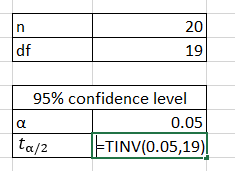 n 20
df 19
95% confidence level
α 0.05
tα/2 =TINV(0.05,19)